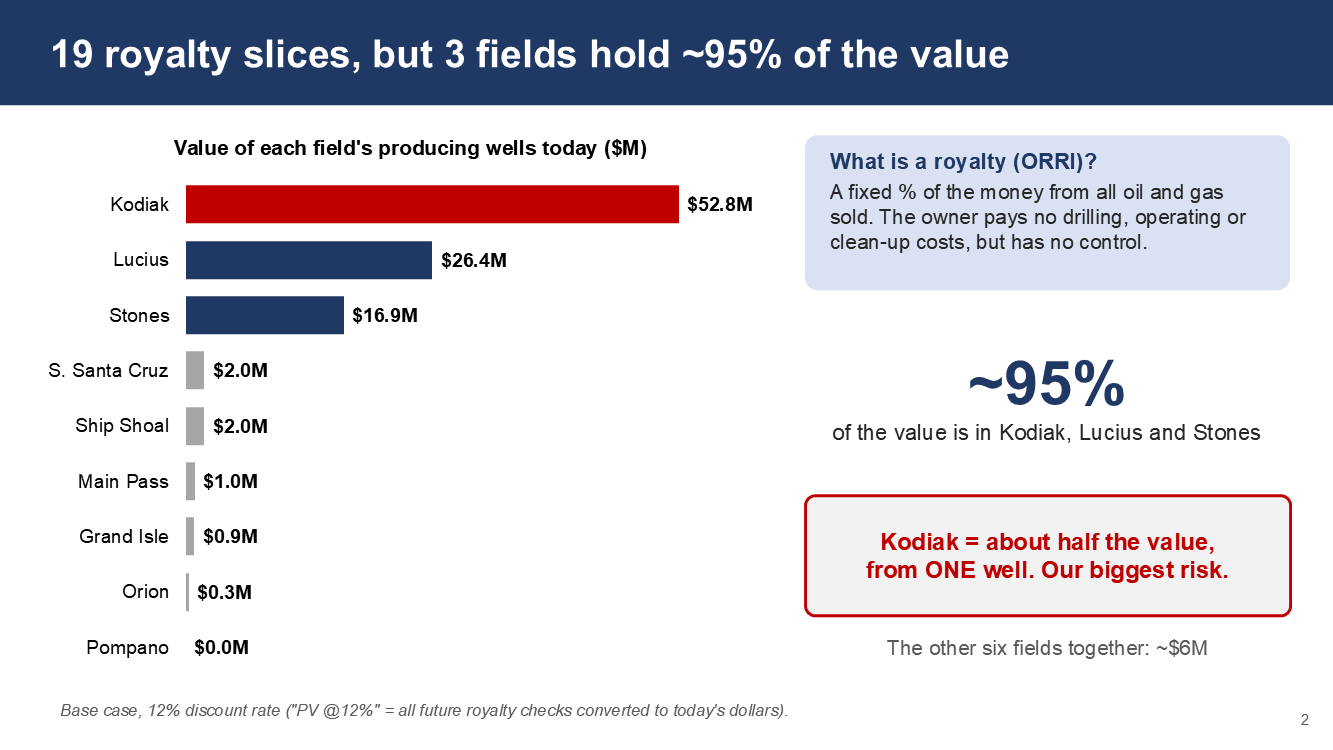 19 royalty slices, but 3 fields hold ~95% of the value
Value of each field's producing wells today ($M)
Kodiak $52.8M
Lucius $26.4M
Stones $16.9M
S. Santa Cruz $2.0M
Ship Shoal $2.0M
Main Pass $1.0M
Grand Isle $0.9M
Orion $0.3M
Pompano $0.0M
What is a royalty (ORRI)?
A fixed % of the money from all oil and gas
sold. The owner pays no drilling, operating or
clean-up costs, but has no control.
~95%
of the value is in Kodiak, Lucius and Stones
Kodiak = about half the value,
from ONE well. Our biggest risk.
The other six fields together: ~$6M
Base case, 12% discount rate ("PV @12%" = all future royalty checks converted to today's dollars).
2